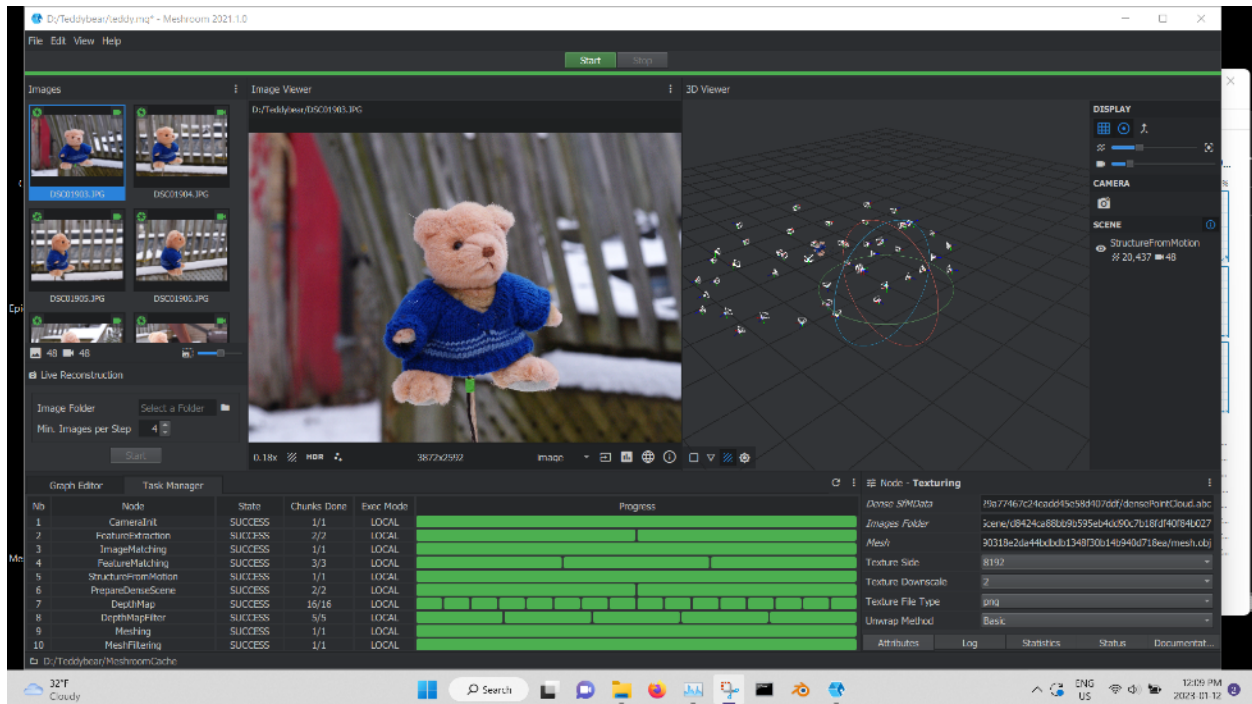 D:/Teddybear/teddy.mg* - Meshroom 2021.1.0
File Edit View Help
Start Stop
Images
Image Viewer
3D Viewer
D:/Teddybear/DSC01903.JPG
DSC01903.JPG
DSC01904.JPG
DSC01905.JPG
DSC01906.JPG
48 48
Live Reconstruction
Image Folder Select a Folder
Min. Images per Step 4
Start
0.18x HDR 3872x2592 Image
DISPLAY
CAMERA
SCENE
StructureFromMotion
20,437 48
Graph Editor Task Manager
Nb Node State Chunks Done Exec Mode Progress
1 CameraInit SUCCESS 1/1 LOCAL
2 FeatureExtraction SUCCESS 2/2 LOCAL
3 ImageMatching SUCCESS 1/1 LOCAL
4 FeatureMatching SUCCESS 3/3 LOCAL
5 StructureFromMotion SUCCESS 1/1 LOCAL
6 PrepareDenseScene SUCCESS 2/2 LOCAL
7 DepthMap SUCCESS 16/16 LOCAL
8 DepthMapFilter SUCCESS 5/5 LOCAL
9 Meshing SUCCESS 1/1 LOCAL
10 MeshFiltering SUCCESS 1/1 LOCAL
D:/Teddybear/MeshroomCache
Node - Texturing
Dense SfMData
Images Folder
Mesh
Texture Side 8192
Texture Downscale 2
Texture File Type png
Unwrap Method Basic
Attributes Log Statistics Status Documentat...
Epi
Me
32°F
Cloudy
Search
ENG
US
12:09 PM
2023-01-12
2